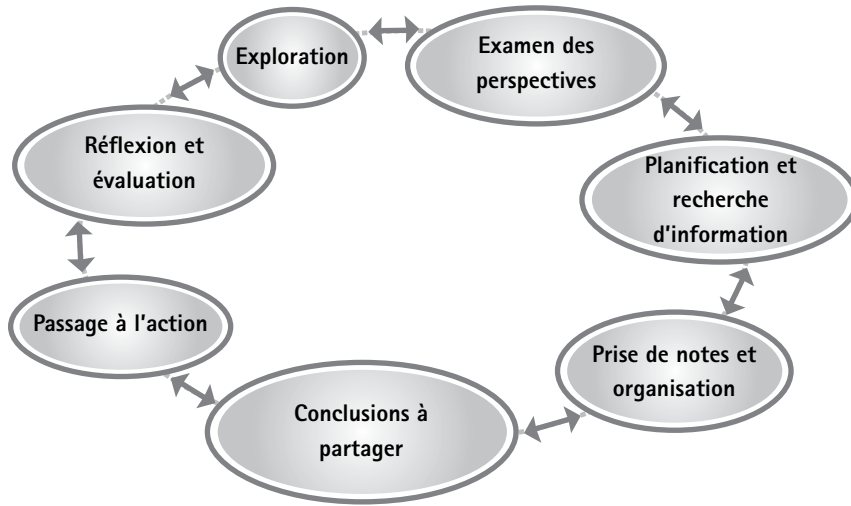 Exploration
Examen des
perspectives
Planification et
recherche
d'information
Prise de notes et
organisation
Conclusions à
partager
Passage à l'action
Réflexion et
évaluation